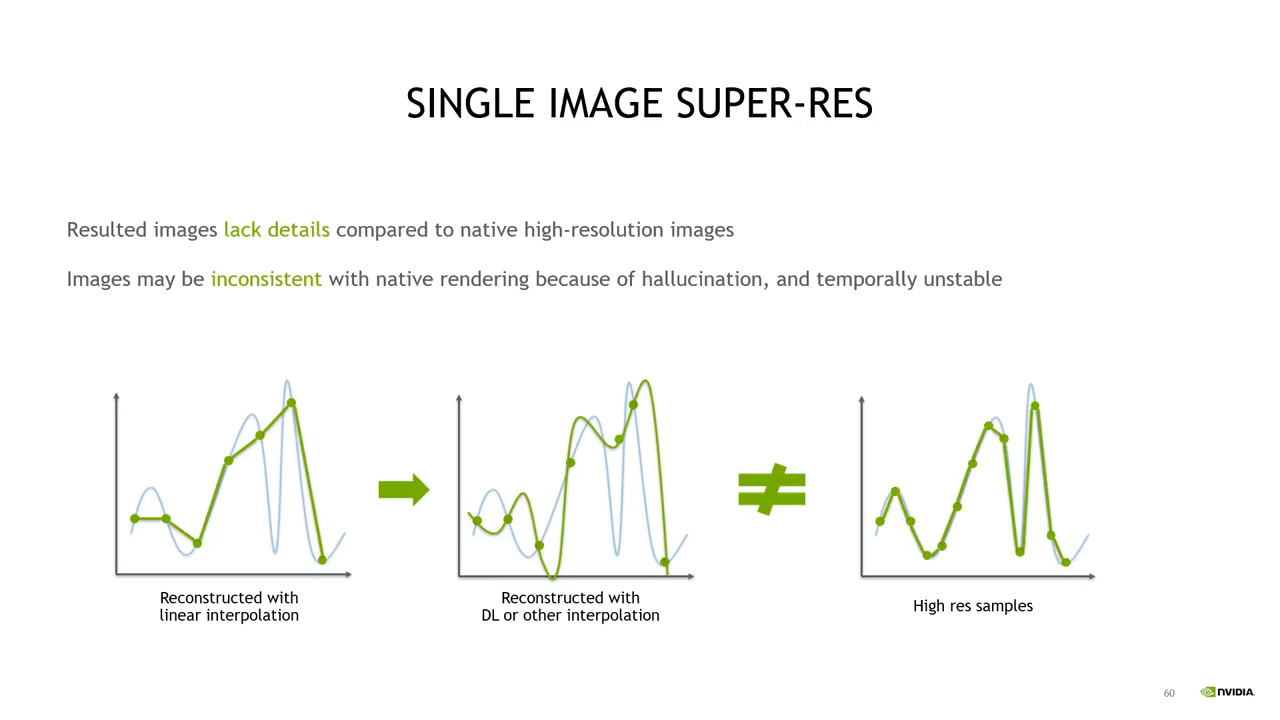 SINGLE IMAGE SUPER-RES
Resulted images lack details compared to native high-resolution images
Images may be inconsistent with native rendering because of hallucination, and temporally unstable
Reconstructed with
linear interpolation
Reconstructed with
DL or other interpolation
High res samples
60
NVIDIA.